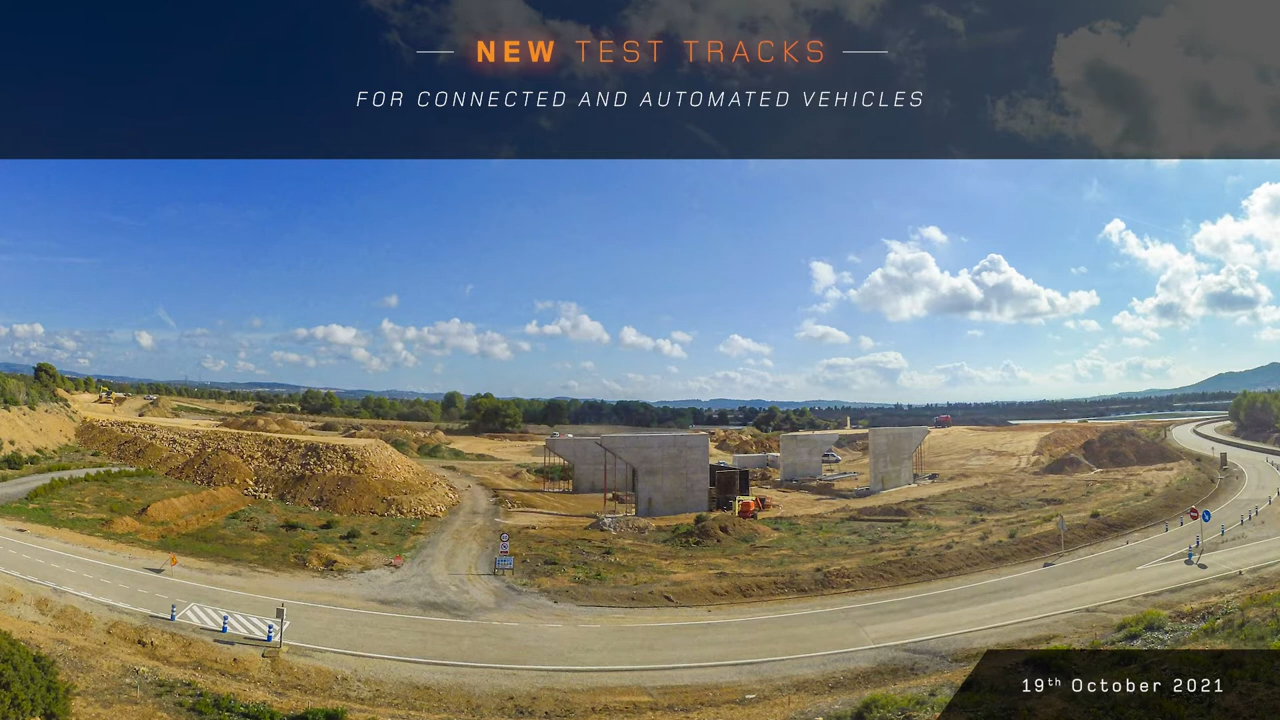 NEW TEST TRACKS
FOR CONNECTED AND AUTOMATED VEHICLES
19th October 2021